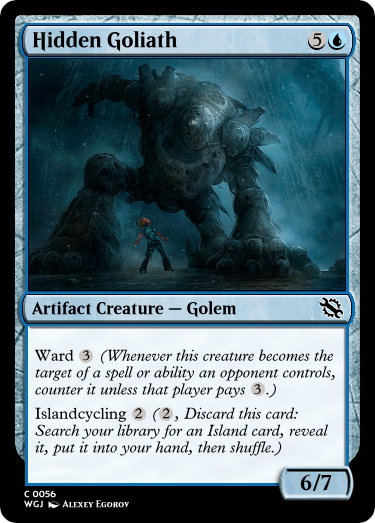 Hidden Goliath 5
Artifact Creature — Golem
Ward 3 (Whenever this creature becomes the
target of a spell or ability an opponent controls,
counter it unless that player pays 3.)
Islandcycling 2 (2, Discard this card:
Search your library for an Island card, reveal
it, put it into your hand, then shuffle.)
6/7
C 0056
WGJ Alexey Egorov